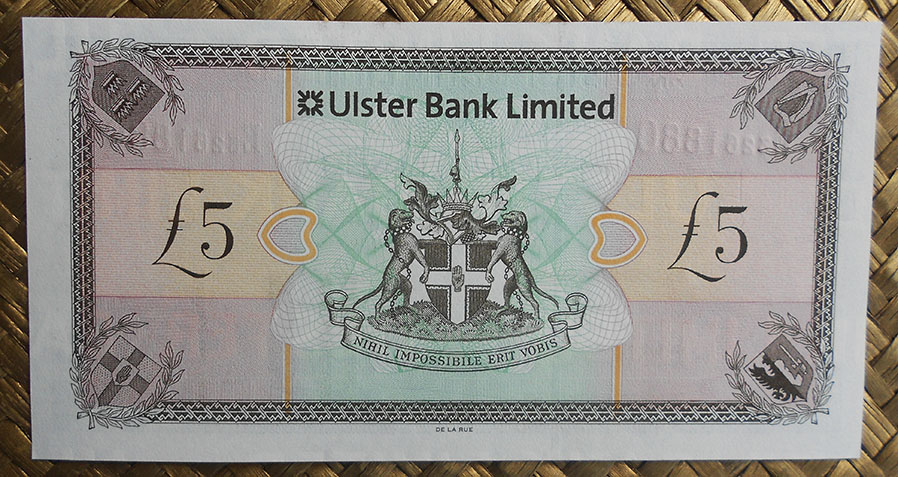 Ulster Bank Limited
£5
£5
NIHIL IMPOSSIBILE ERIT VOBIS
DE LA RUE